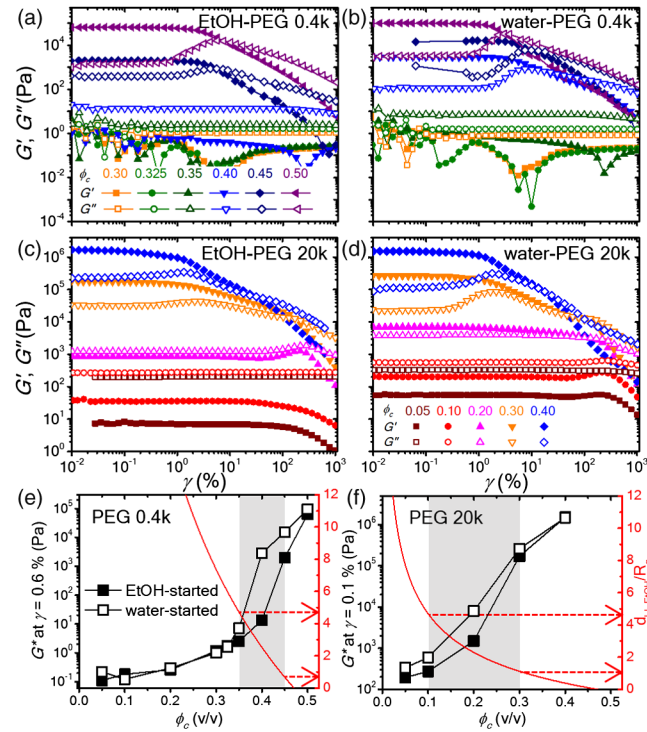 (a) EtOH-PEG 0.4k (b) water-PEG 0.4k
G', G" (Pa)
10^4
10^2
10^0
10^-2
10^-4
ϕc 0.30 0.325 0.35 0.40 0.45 0.50
G'
G"
(c) EtOH-PEG 20k (d) water-PEG 20k
G', G" (Pa)
10^6
10^5
10^4
10^3
10^2
10^1
10^0
ϕc 0.05 0.10 0.20 0.30 0.40
G'
G"
10^-2 10^-1 10^0 10^1 10^2 10^3 10^-2 10^-1 10^0 10^1 10^2 10^3
γ (%) γ (%)
(e) PEG 0.4k (f) PEG 20k
G* at γ = 0.6 % (Pa)
10^5
10^4
10^3
10^2
10^1
10^0
10^-1
EtOH-started
water-started
12
10
8
6
4
2
0
0.0 0.1 0.2 0.3 0.4 0.5
ϕc (v/v)
G* at γ = 0.1 % (Pa)
10^6
10^5
10^4
10^3
10^2
12
10
8
6
4
2
0
0.0 0.1 0.2 0.3 0.4 0.5
ϕc (v/v)